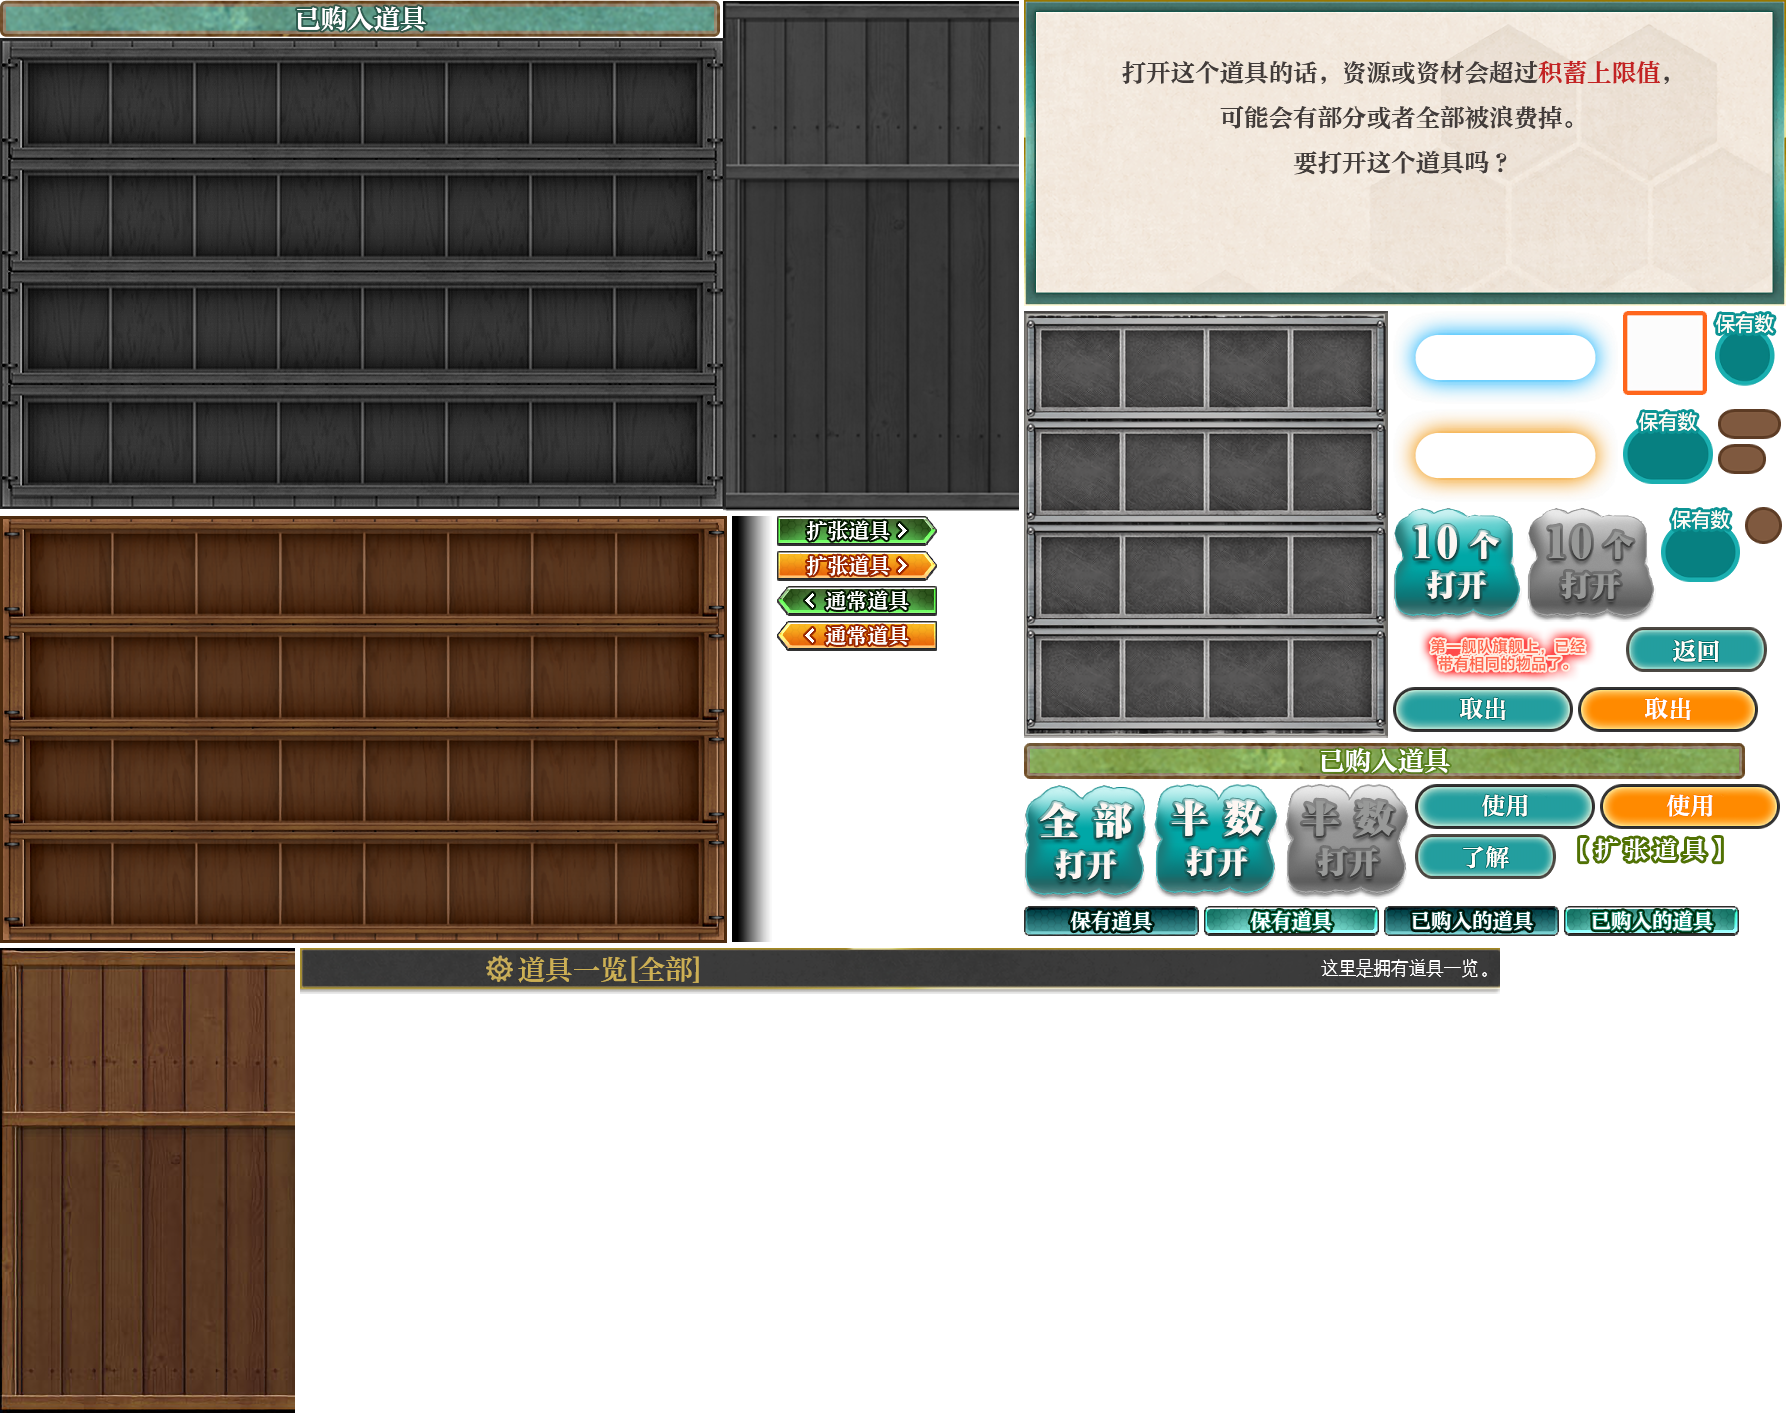 已购入道具
打开这个道具的话，资源或资材会超过积蓄上限值，
可能会有部分或者全部被浪费掉。
要打开这个道具吗？
保有数
保有数
扩张道具
扩张道具
通常道具
通常道具
10个
打开
10个
打开
保有数
第一舰队旗舰上，已经
带有相同的物品了。
返回
取出
取出
已购入道具
全部
打开
半数
打开
半数
打开
使用
使用
了解
【扩张道具】
保有道具
保有道具
已购入的道具
已购入的道具
道具一览[全部]
这里是拥有道具一览。